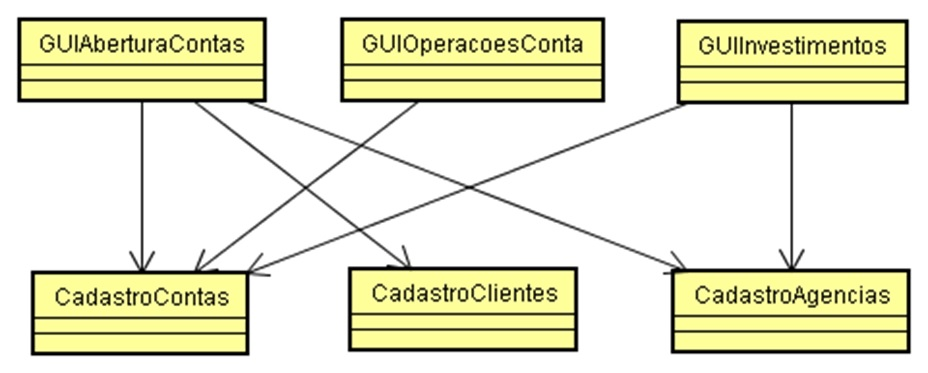 GUIAberturaContas
GUIOperacoesConta
GUIInvestimentos
CadastroContas
CadastroClientes
CadastroAgencias